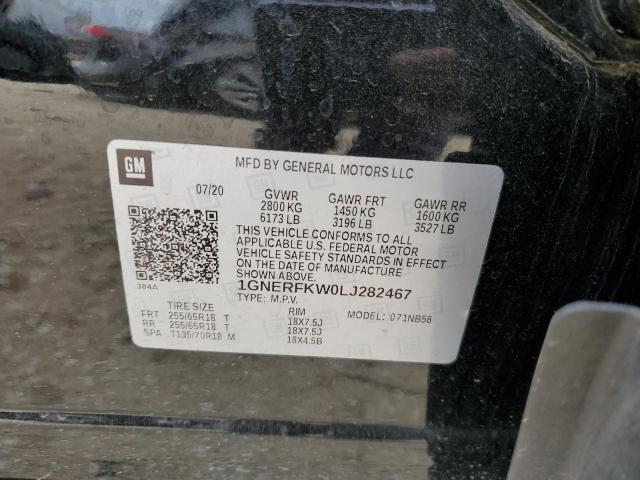 GM
MFD BY GENERAL MOTORS LLC
07/20 GVWR GAWR FRT GAWR RR
2800 KG 1450 KG 1600 KG
6173 LB 3196 LB 3527 LB
THIS VEHICLE CONFORMS TO ALL
APPLICABLE U.S. FEDERAL MOTOR
VEHICLE SAFETY STANDARDS IN EFFECT
ON THE DATE OF MANUFACTURE SHOWN ABOVE.
384A
1GNERFKW0LJ282467
TYPE: M.P.V.
TIRE SIZE RIM MODEL: 071NB56
FRT 255/65R18 T 18X7.5J
RR 255/65R18 T 18X7.5J
SPA T135/70R18 M 18X4.5B